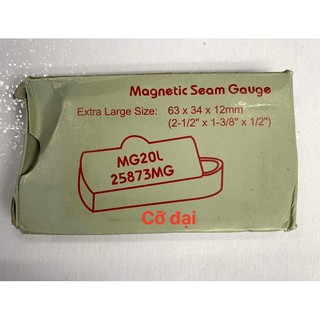 Magnetic Seam Gauge
Extra Large Size: 63 x 34 x 12mm
(2-1/2" x 1-3/8" x 1/2")
MG20L
25873MG
Cỡ đại